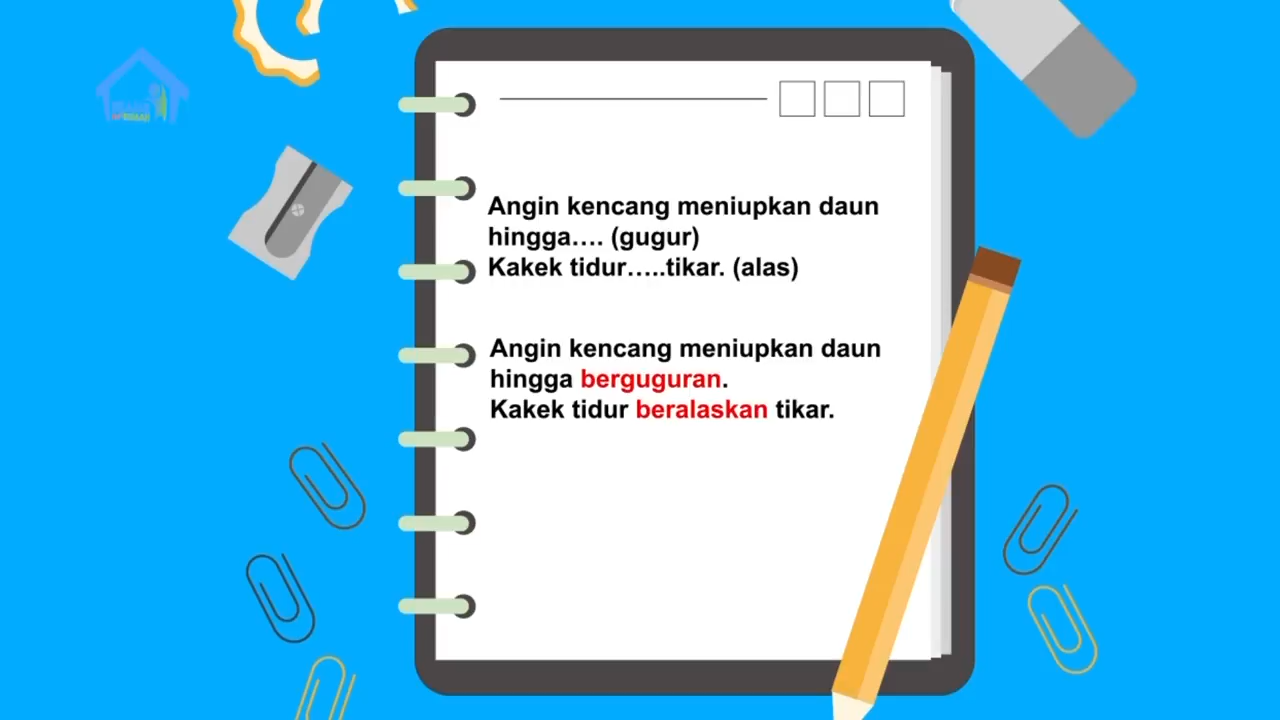 Angin kencang meniupkan daun
hingga…. (gugur)
Kakek tidur…..tikar. (alas)
Angin kencang meniupkan daun
hingga berguguran.
Kakek tidur beralaskan tikar.